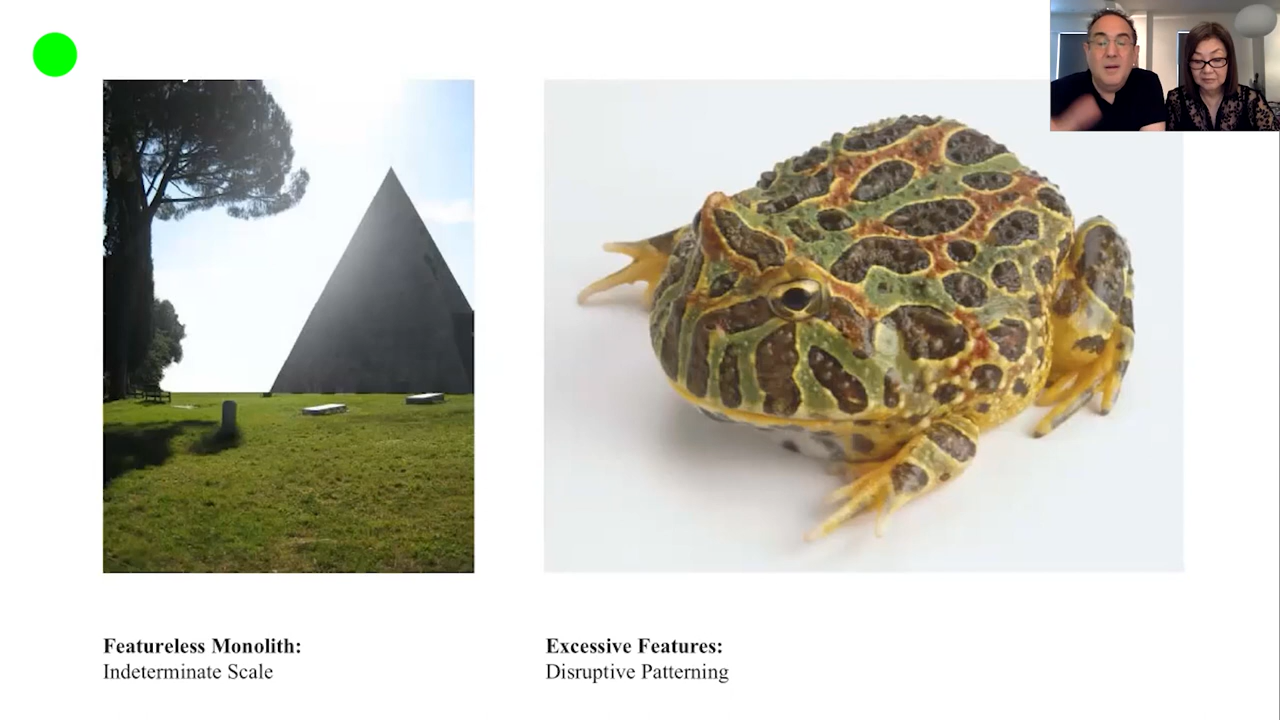 Featureless Monolith:
Indeterminate Scale
Excessive Features:
Disruptive Patterning